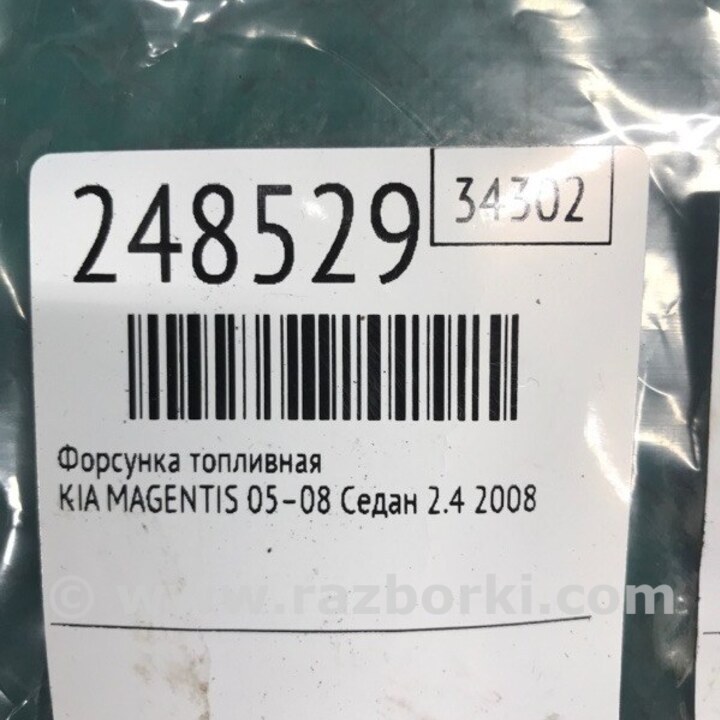 248529
34302
Форсунка топливная
KIA MAGENTIS 05-08 Седан 2.4 2008
© www.razborki.com